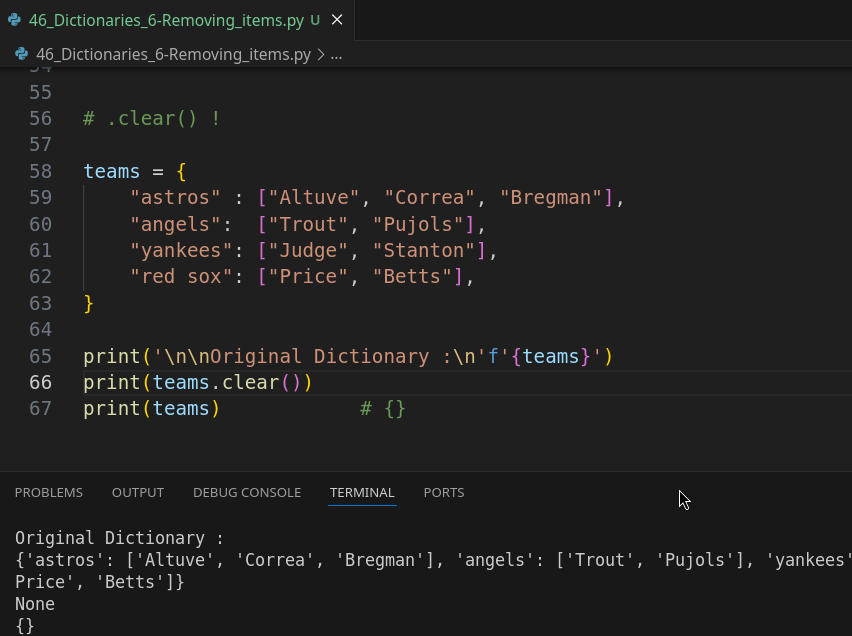 46_Dictionaries_6-Removing_items.py U
46_Dictionaries_6-Removing_items.py > ...
54
55
56 # .clear() !
57
58 teams = {
59     "astros" : ["Altuve", "Correa", "Bregman"],
60     "angels":  ["Trout", "Pujols"],
61     "yankees": ["Judge", "Stanton"],
62     "red sox": ["Price", "Betts"],
63 }
64
65 print('\n\nOriginal Dictionary :\n'f'{teams}')
66 print(teams.clear())
67 print(teams)            # {}
PROBLEMS OUTPUT DEBUG CONSOLE TERMINAL PORTS
Original Dictionary :
{'astros': ['Altuve', 'Correa', 'Bregman'], 'angels': ['Trout', 'Pujols'], 'yankees'
Price', 'Betts']}
None
{}